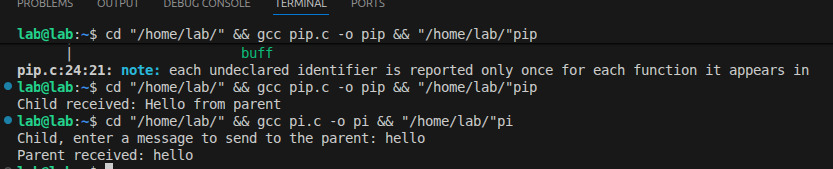 PROBLEMS OUTPUT DEBUG CONSOLE TERMINAL PORTS
lab@lab:~$ cd "/home/lab/" && gcc pip.c -o pip && "/home/lab/"pip
| buff
pip.c:24:21: note: each undeclared identifier is reported only once for each function it appears in
lab@lab:~$ cd "/home/lab/" && gcc pip.c -o pip && "/home/lab/"pip
Child received: Hello from parent
lab@lab:~$ cd "/home/lab/" && gcc pi.c -o pi && "/home/lab/"pi
Child, enter a message to send to the parent: hello
Parent received: hello
lab@lab:~$